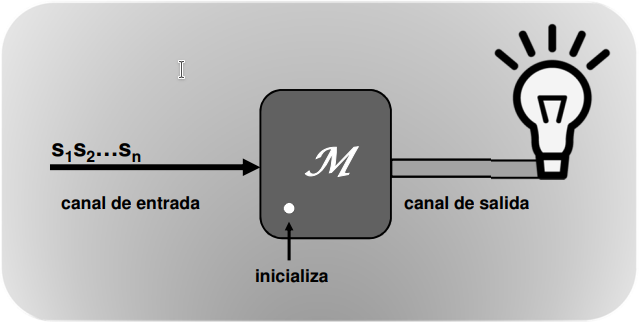 s₁s₂...sₙ
ℳ
canal de entrada
canal de salida
inicializa